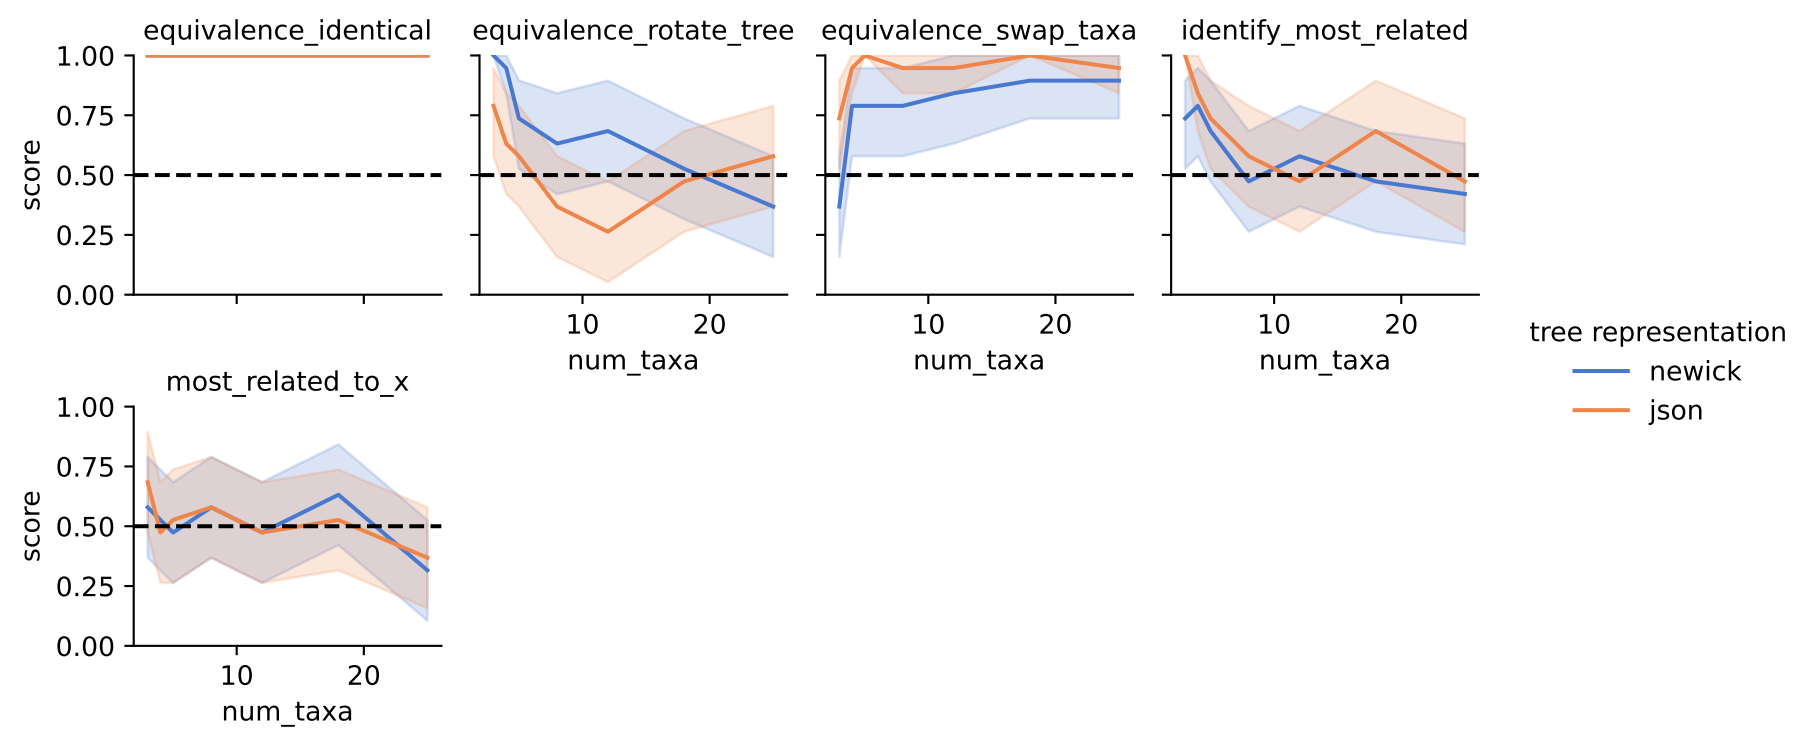 equivalence_identical
equivalence_rotate_tree
equivalence_swap_taxa
identify_most_related
score
1.00
0.75
0.50
0.25
0.00
10
20
num_taxa
10
20
num_taxa
10
20
num_taxa
tree representation
newick
json
most_related_to_x
score
1.00
0.75
0.50
0.25
0.00
10
20
num_taxa